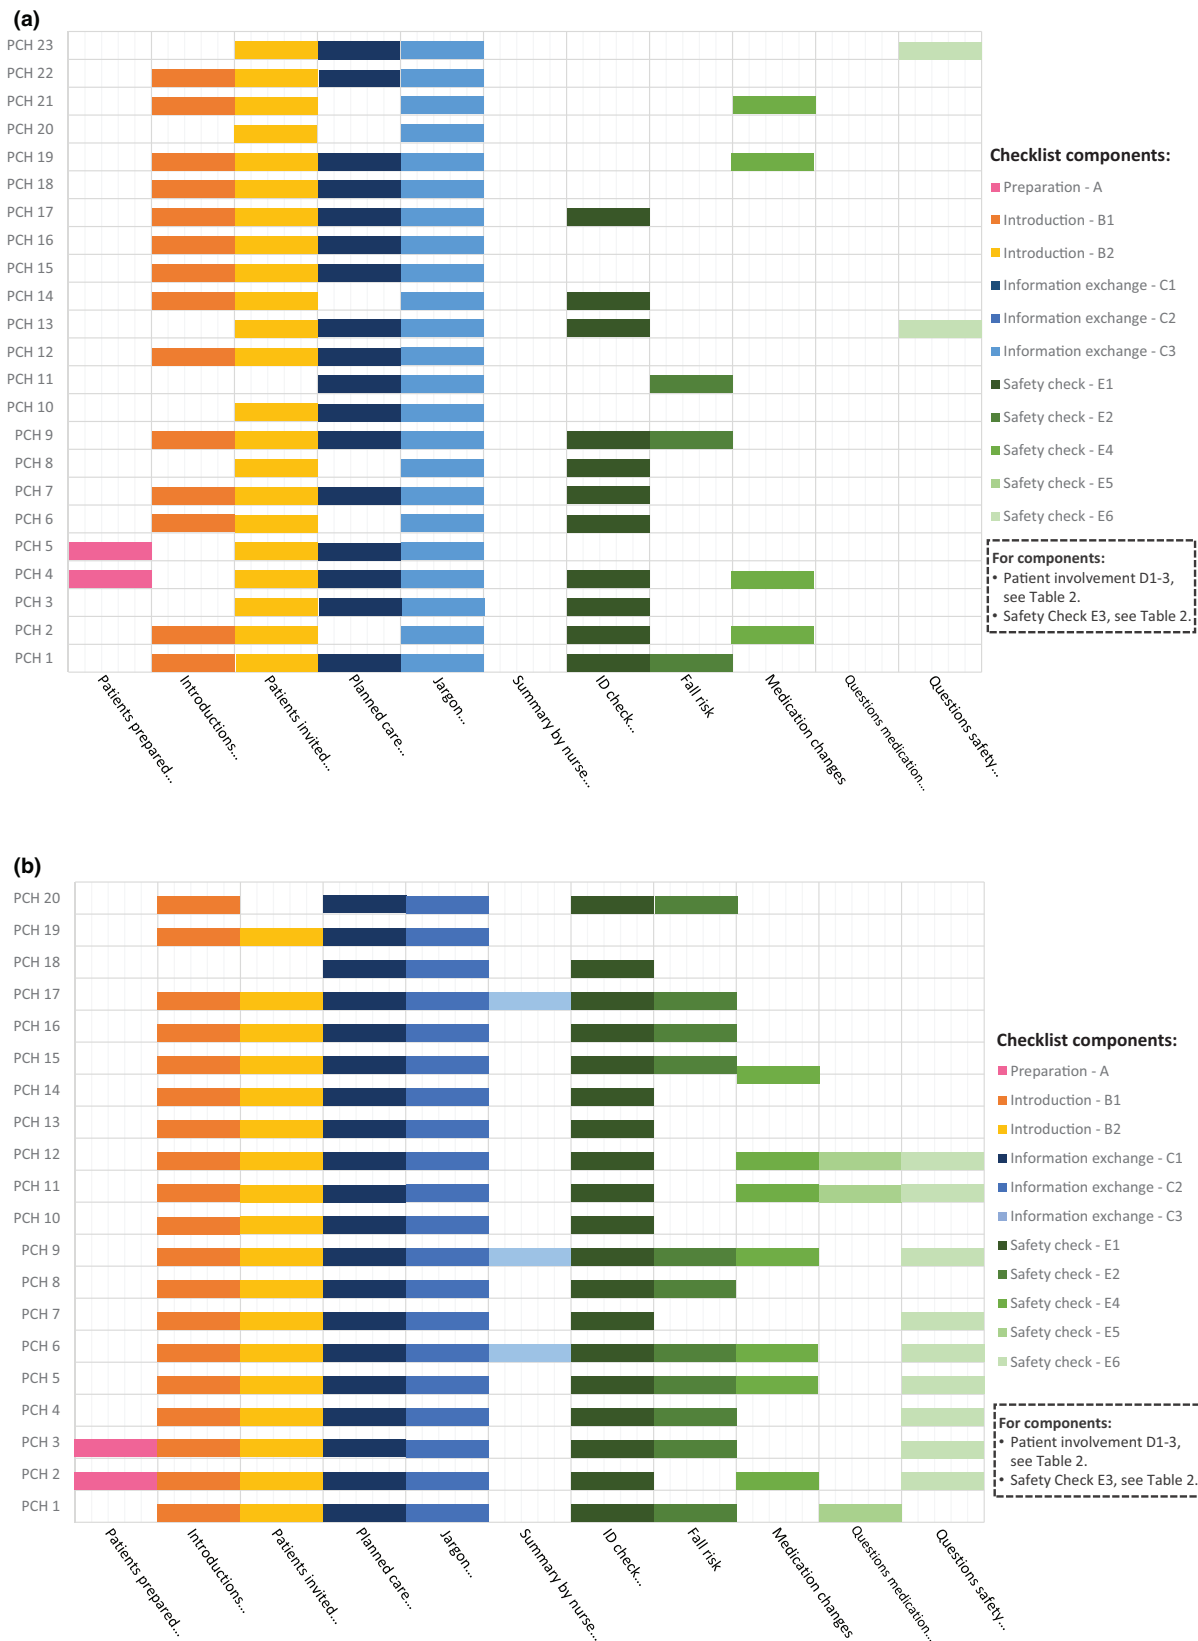 (a)
PCH 23
PCH 22
PCH 21
PCH 20
PCH 19
PCH 18
PCH 17
PCH 16
PCH 15
PCH 14
PCH 13
PCH 12
PCH 11
PCH 10
PCH 9
PCH 8
PCH 7
PCH 6
PCH 5
PCH 4
PCH 3
PCH 2
PCH 1
Patients prepared...
Introductions...
Patients invited...
Planned care...
Jargon...
Summary by nurse...
ID check...
Fall risk
Medication changes
Questions medication...
Questions safety...
Checklist components:
Preparation - A
Introduction - B1
Introduction - B2
Information exchange - C1
Information exchange - C2
Information exchange - C3
Safety check - E1
Safety check - E2
Safety check - E4
Safety check - E5
Safety check - E6
For components:
• Patient involvement D1-3,
see Table 2.
• Safety Check E3, see Table 2.
(b)
PCH 20
PCH 19
PCH 18
PCH 17
PCH 16
PCH 15
PCH 14
PCH 13
PCH 12
PCH 11
PCH 10
PCH 9
PCH 8
PCH 7
PCH 6
PCH 5
PCH 4
PCH 3
PCH 2
PCH 1
Patients prepared...
Introductions...
Patients invited...
Planned care...
Jargon...
Summary by nurse...
ID check...
Fall risk
Medication changes
Questions medication...
Questions safety...
Checklist components:
Preparation - A
Introduction - B1
Introduction - B2
Information exchange - C1
Information exchange - C2
Information exchange - C3
Safety check - E1
Safety check - E2
Safety check - E4
Safety check - E5
Safety check - E6
For components:
• Patient involvement D1-3,
see Table 2.
• Safety Check E3, see Table 2.